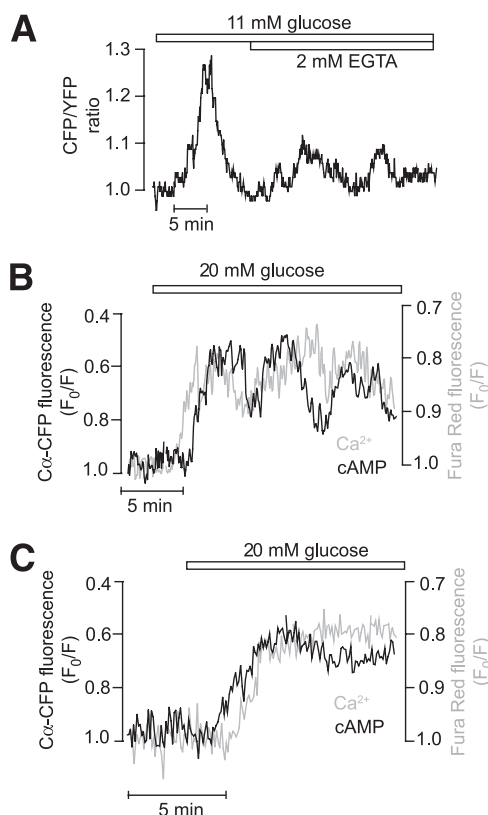 A
11 mM glucose
2 mM EGTA
CFP/YFP
ratio
1.3
1.2
1.1
1.0
5 min
B
20 mM glucose
Cα-CFP fluorescence
(F₀/F)
0.4
0.6
0.8
1.0
0.7
0.8
0.9
1.0
Fura Red fluorescence
(F₀/F)
Ca²⁺
cAMP
5 min
C
20 mM glucose
Cα-CFP fluorescence
(F₀/F)
0.4
0.6
0.8
1.0
0.7
0.8
0.9
1.0
Fura Red fluorescence
(F₀/F)
Ca²⁺
cAMP
5 min